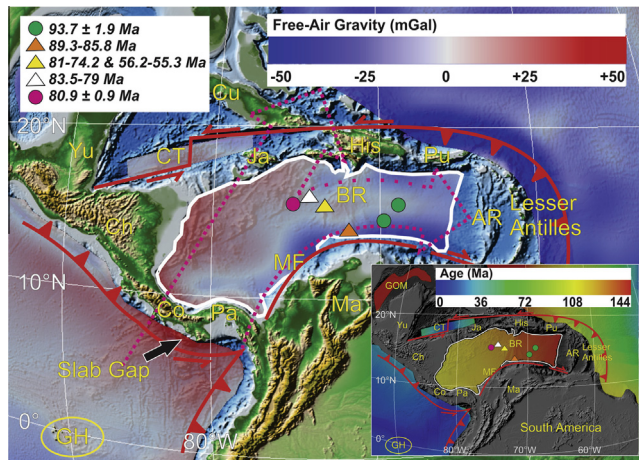 93.7 ± 1.9 Ma
89.3-85.8 Ma
81-74.2 & 56.2-55.3 Ma
83.5-79 Ma
80.9 ± 0.9 Ma
Free-Air Gravity (mGal)
-50 -25 0 +25 +50
Cu
20°N
Yu
CT
Ja
His
Pu
BR
AR
Lesser
Antilles
Ch
MF
10°N
Co
Pa
Ma
Slab Gap
0°
GH
80°W
Age (Ma)
0 36 72 108 144
GOM
20°N
Yu
CT
Ja
His
Pu
BR
AR
Lesser
Antilles
Ch
MF
10°N
Co
Pa
Ma
South America
0°N
GH
80°W
70°W
60°W